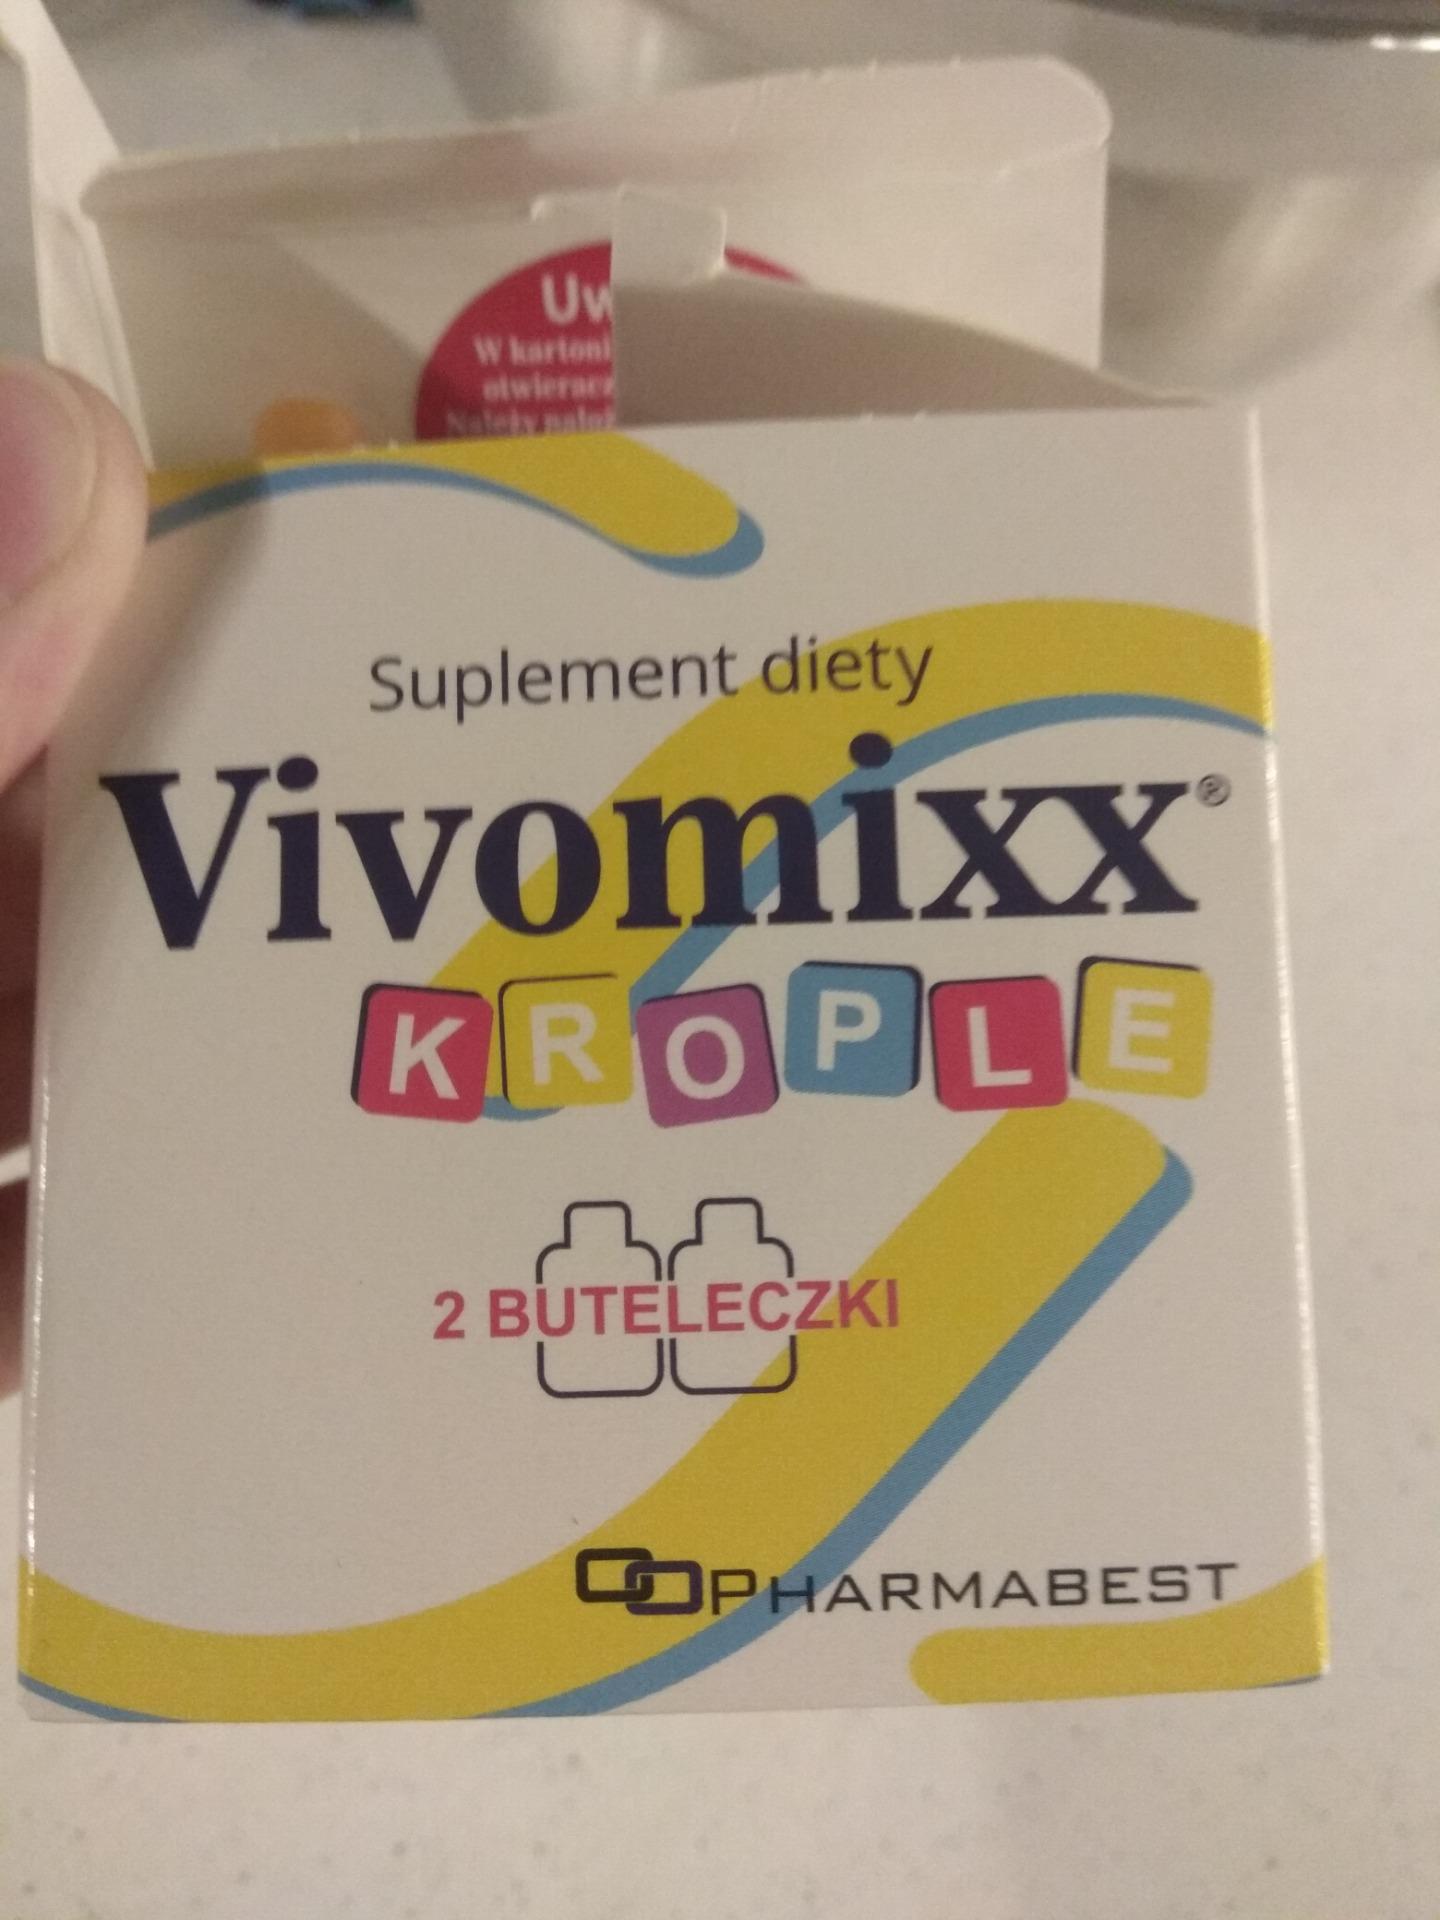 W
Suplement diety
Vivomixx®
KROPLE
2 BUTELECZKI
PHARMABEST